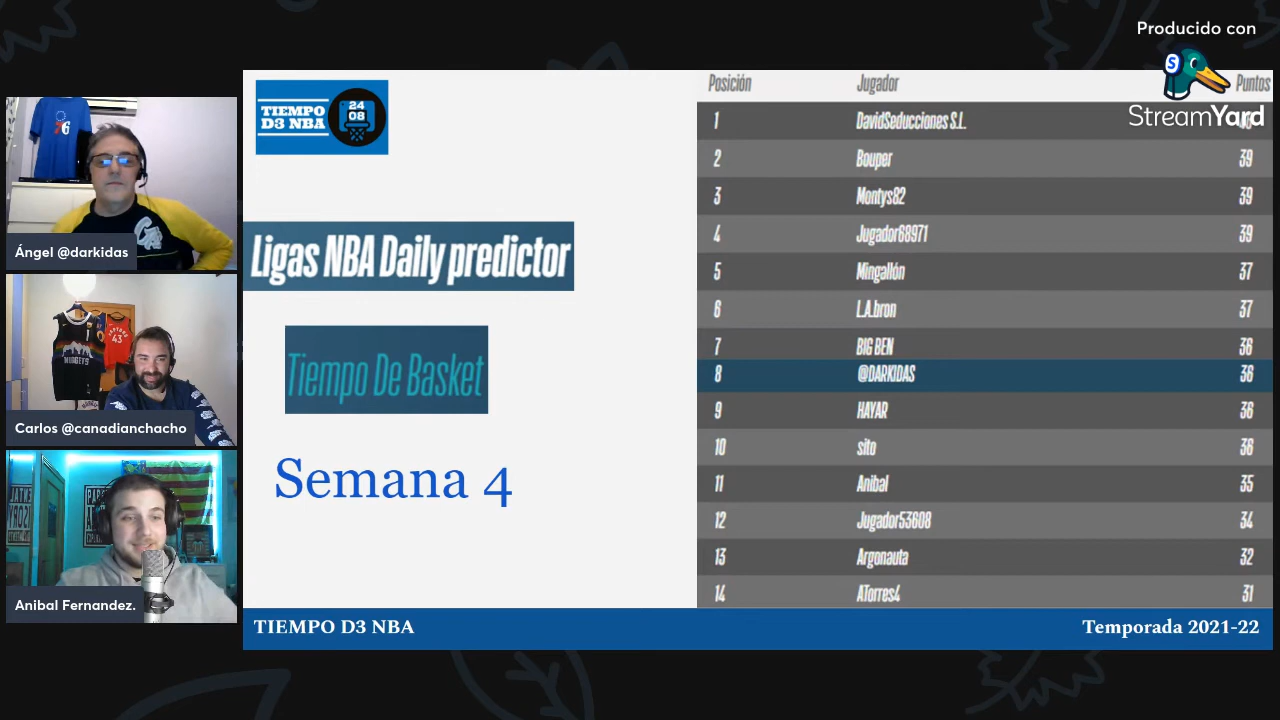 Producido con
StreamYard
TIEMPO
D3 NBA
24
08
Ligas NBA Daily predictor
Tiempo De Basket
Semana 4
Posición Jugador Puntos
1 DavidSeducciones S.L.
2 Bouper 39
3 Montys82 39
4 Jugador68971 39
5 Mingallón 37
6 L.A.bron 37
7 BIG BEN 36
8 @DARKIDAS 36
9 HAYAR 36
10 sito 36
11 Anibal 35
12 Jugador53608 34
13 Argonauta 32
14 ATorres4 31
76
Ángel @darkidas
NUGGETS
43
Carlos @canadianchacho
Anibal Fernandez.
TIEMPO D3 NBA Temporada 2021-22